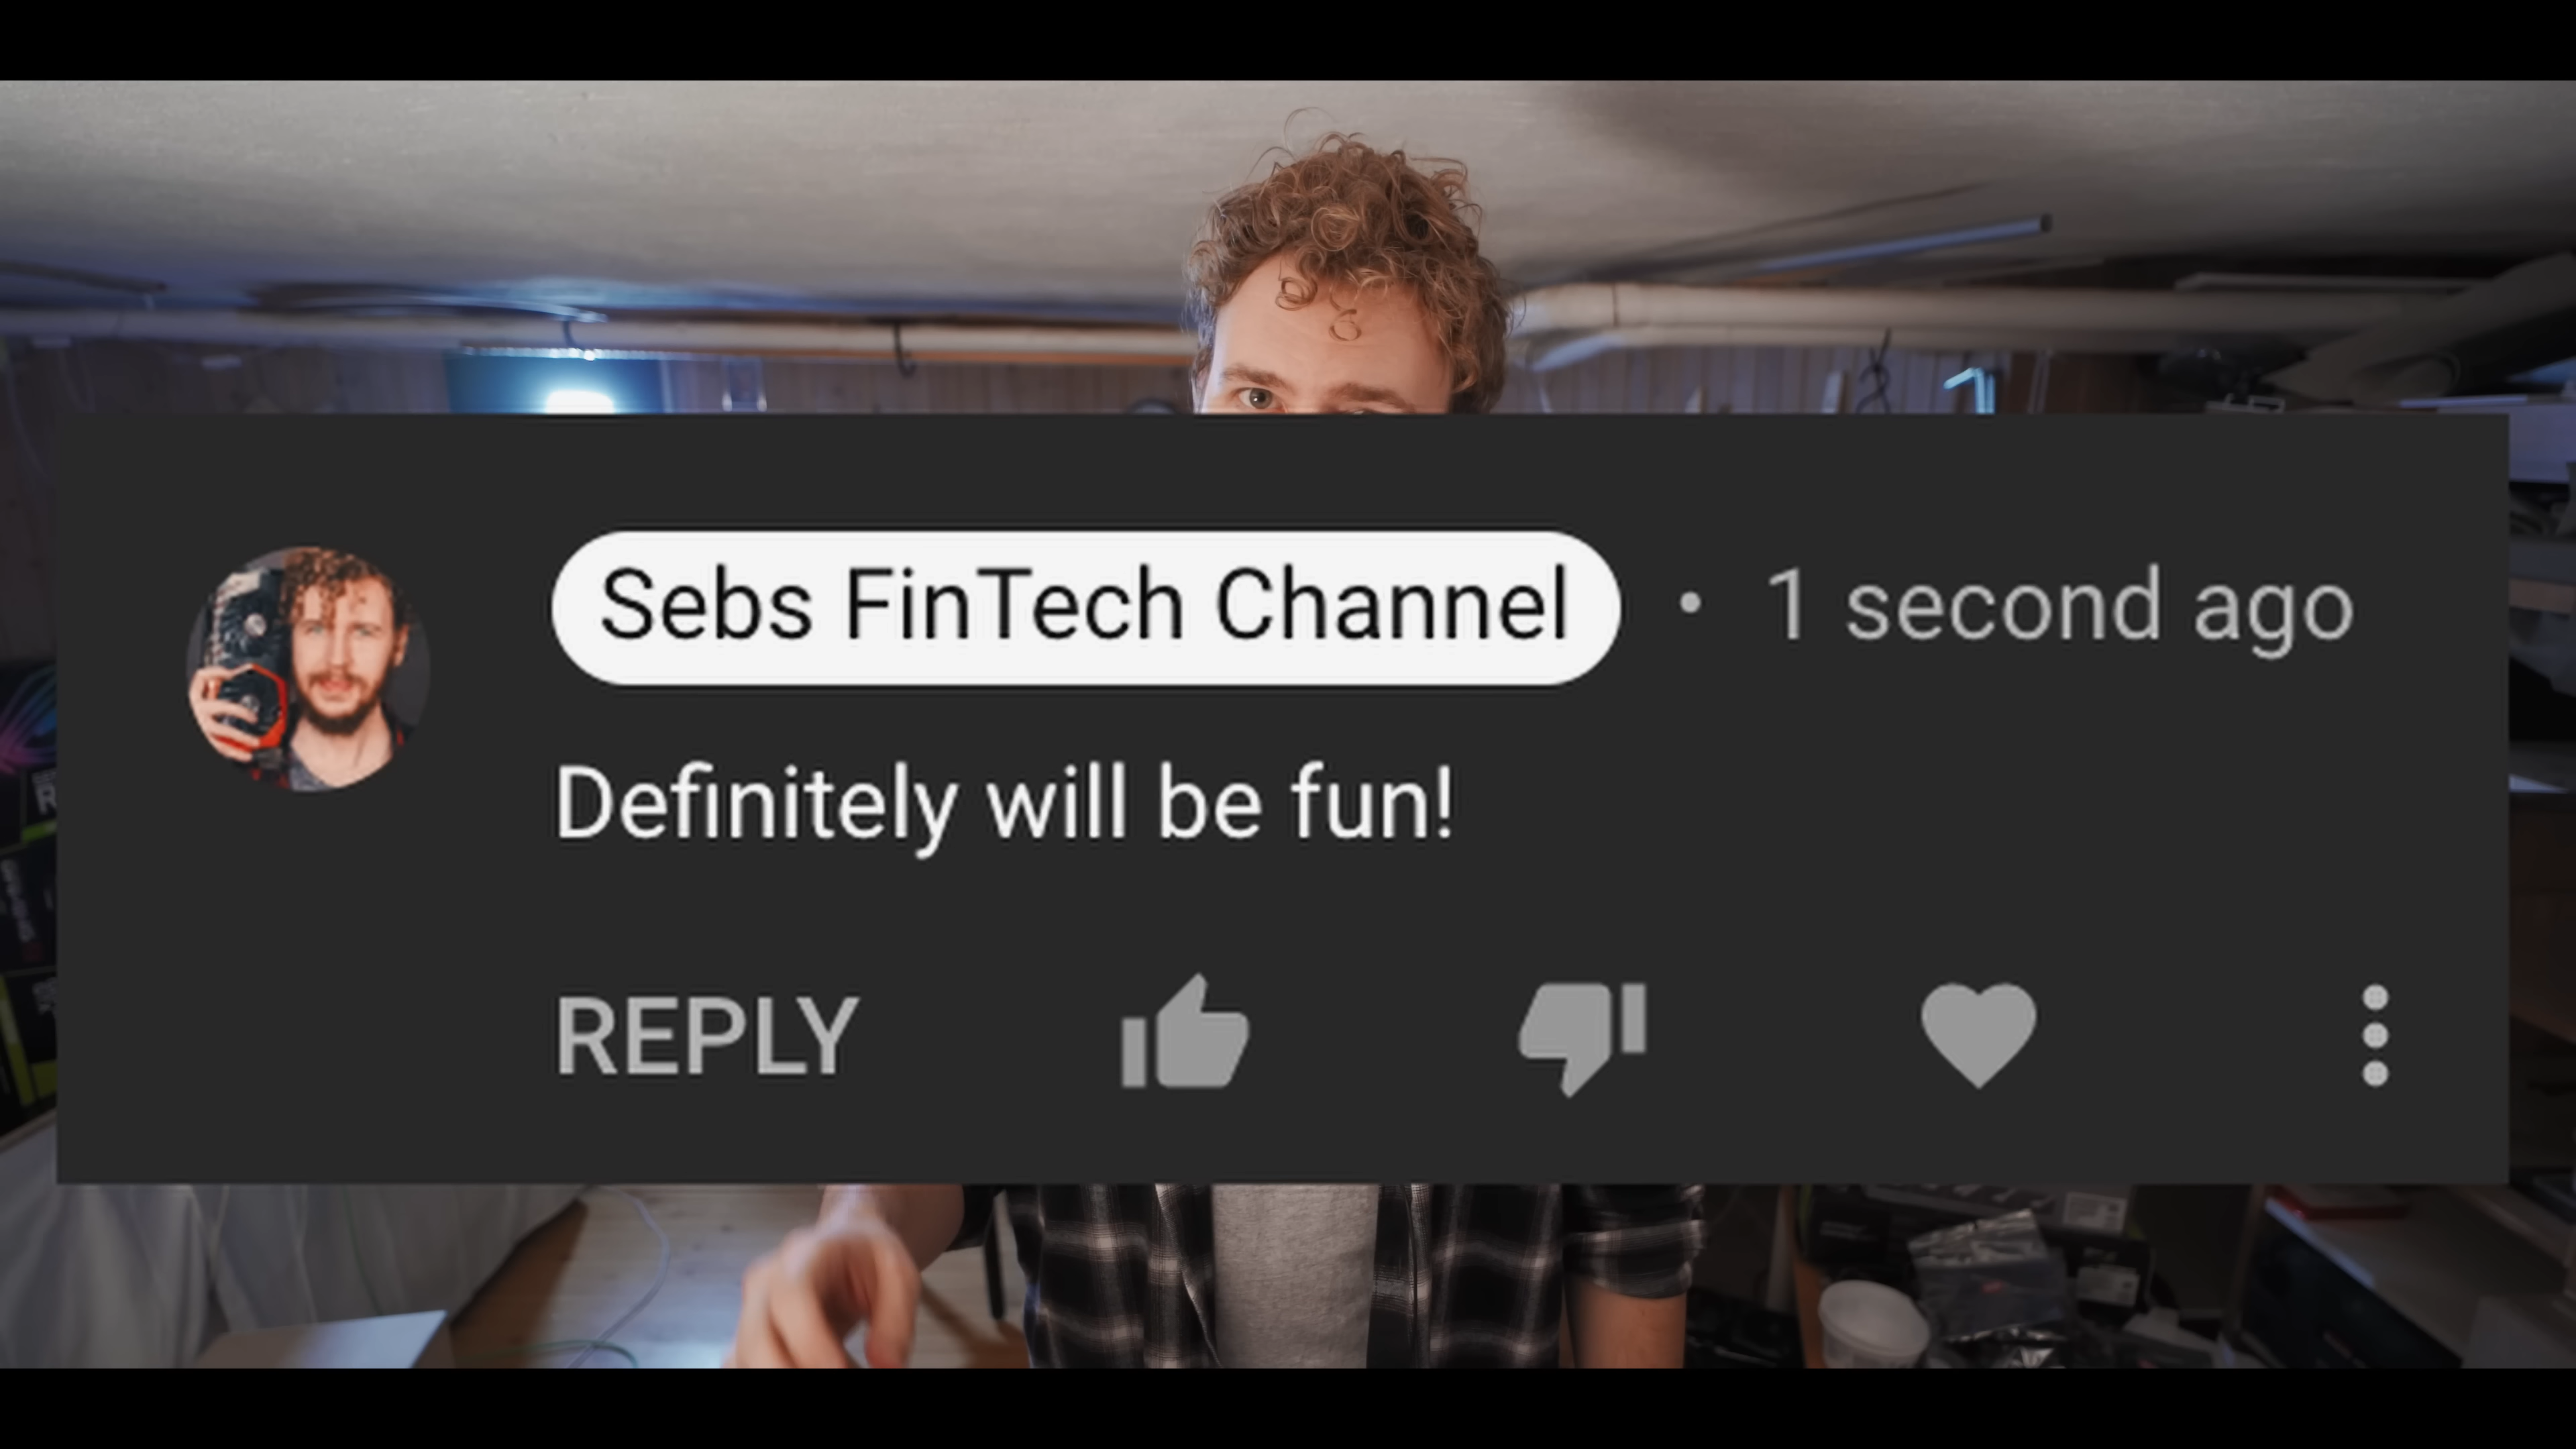 Sebs FinTech Channel • 1 second ago
Definitely will be fun!
REPLY